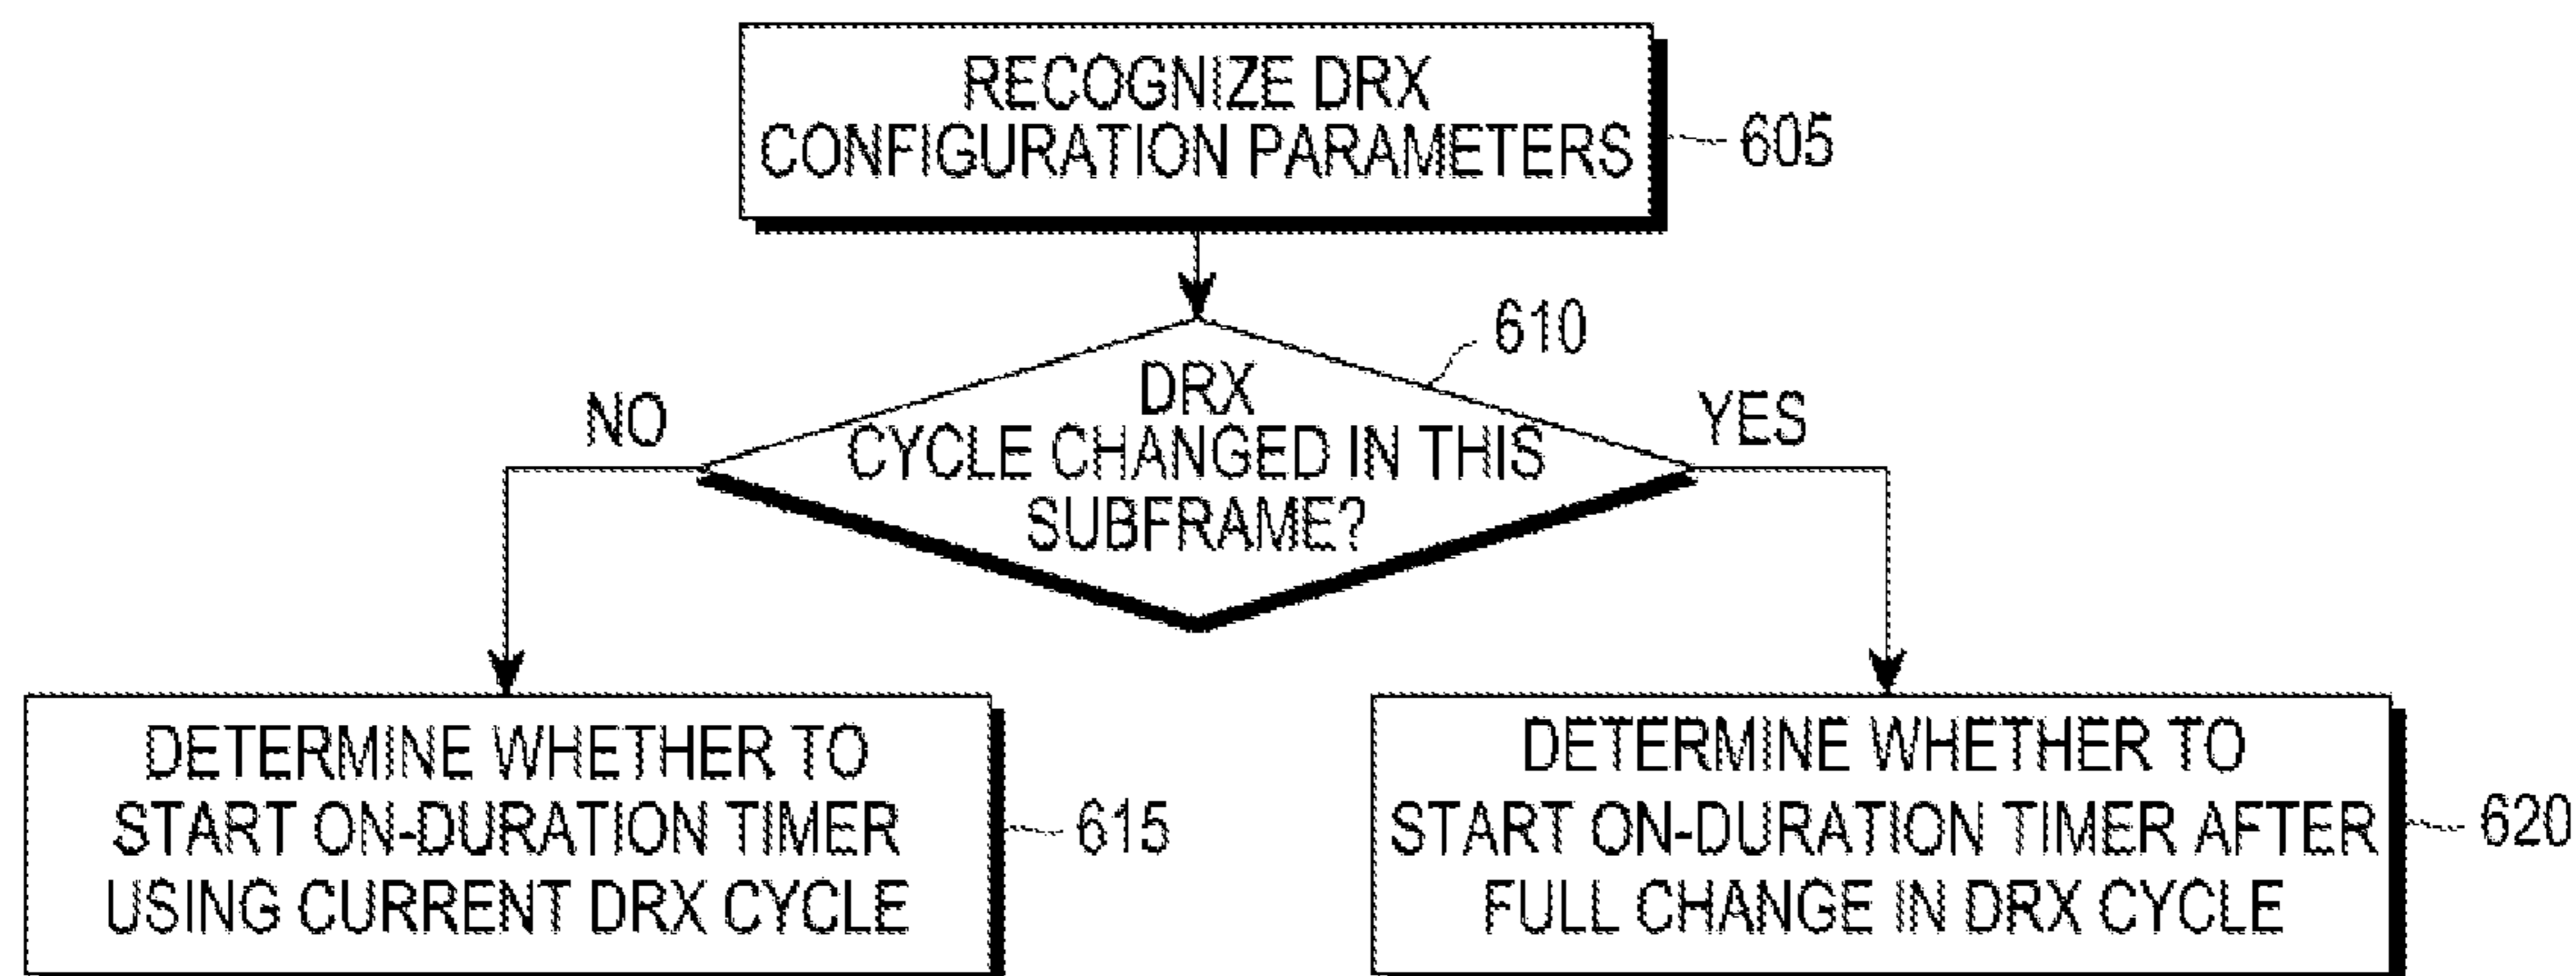 RECOGNIZE DRX
CONFIGURATION PARAMETERS
605
610
DRX
CYCLE CHANGED IN THIS
SUBFRAME?
NO
YES
DETERMINE WHETHER TO
START ON-DURATION TIMER
USING CURRENT DRX CYCLE
615
DETERMINE WHETHER TO
START ON-DURATION TIMER AFTER
FULL CHANGE IN DRX CYCLE
620